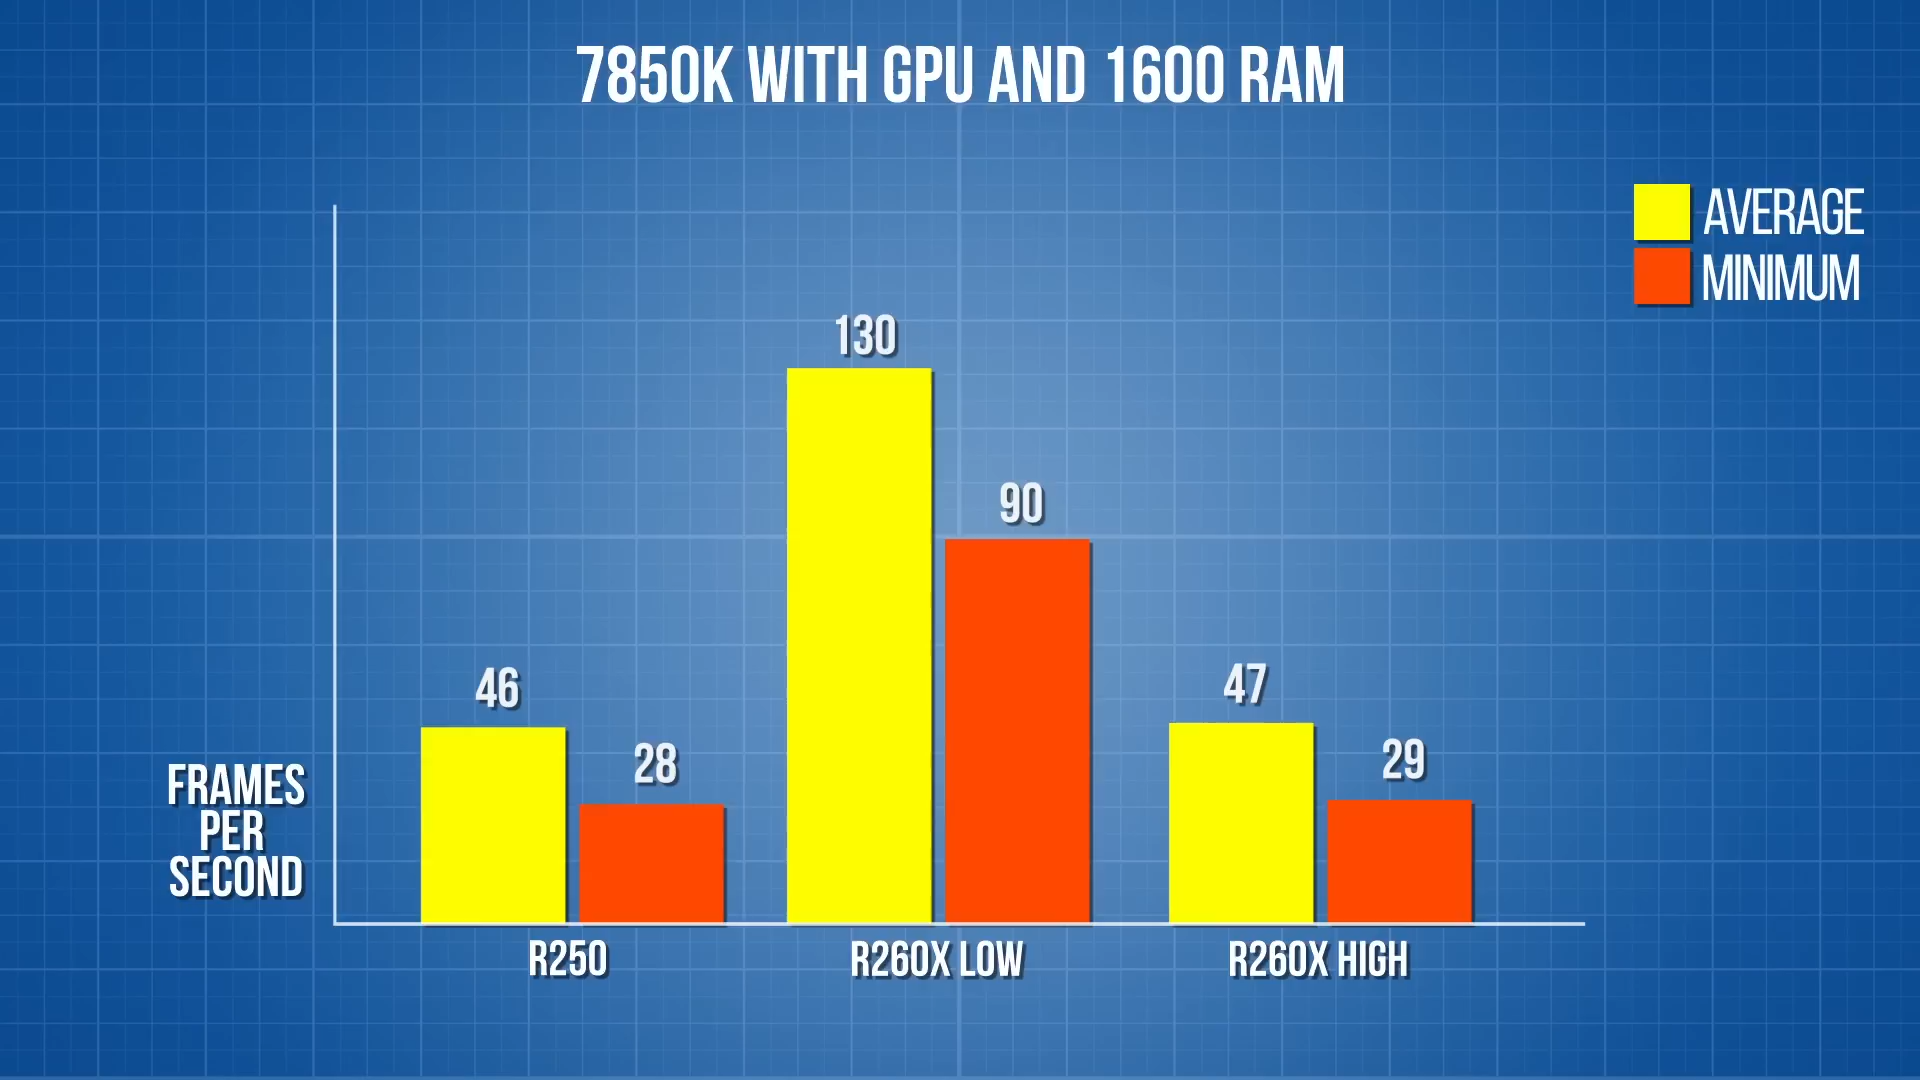 7850K WITH GPU AND 1600 RAM
AVERAGE
MINIMUM
130
90
46
28
47
29
FRAMES
PER
SECOND
R250
R260X LOW
R260X HIGH